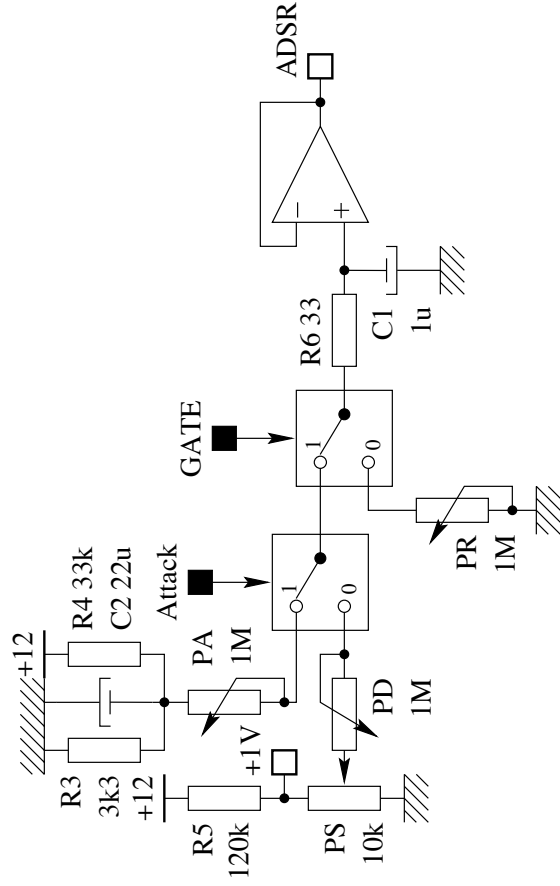 +12
R4 33k
C2 22u
R3
3k3
+12
PA
1M
Attack
1
0
GATE
1
0
R5
120k
+1V
PS
10k
PD
1M
PR
1M
R6 33
C1
1u
−
+
ADSR